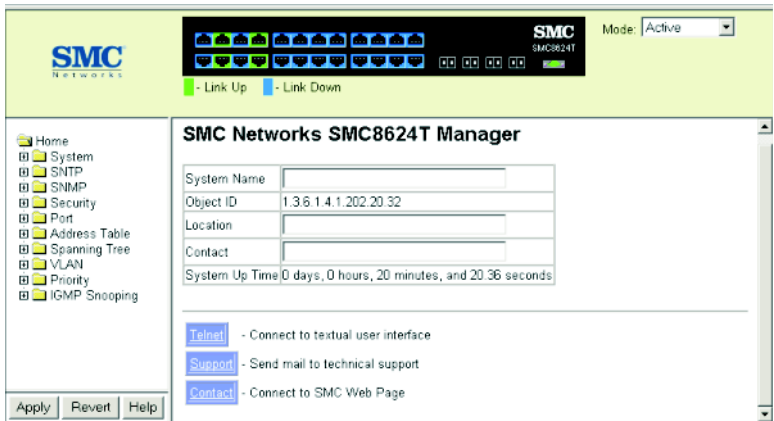 SMC
Networks
SMC
SMC8624T
Mode: Active
- Link Up - Link Down
Home
System
SNTP
SNMP
Security
Port
Address Table
Spanning Tree
VLAN
Priority
IGMP Snooping
Apply Revert Help
SMC Networks SMC8624T Manager
System Name
Object ID 1.3.6.1.4.1.202.20.32
Location
Contact
System Up Time 0 days, 0 hours, 20 minutes, and 20.36 seconds
Telnet - Connect to textual user interface
Support - Send mail to technical support
Contact - Connect to SMC Web Page